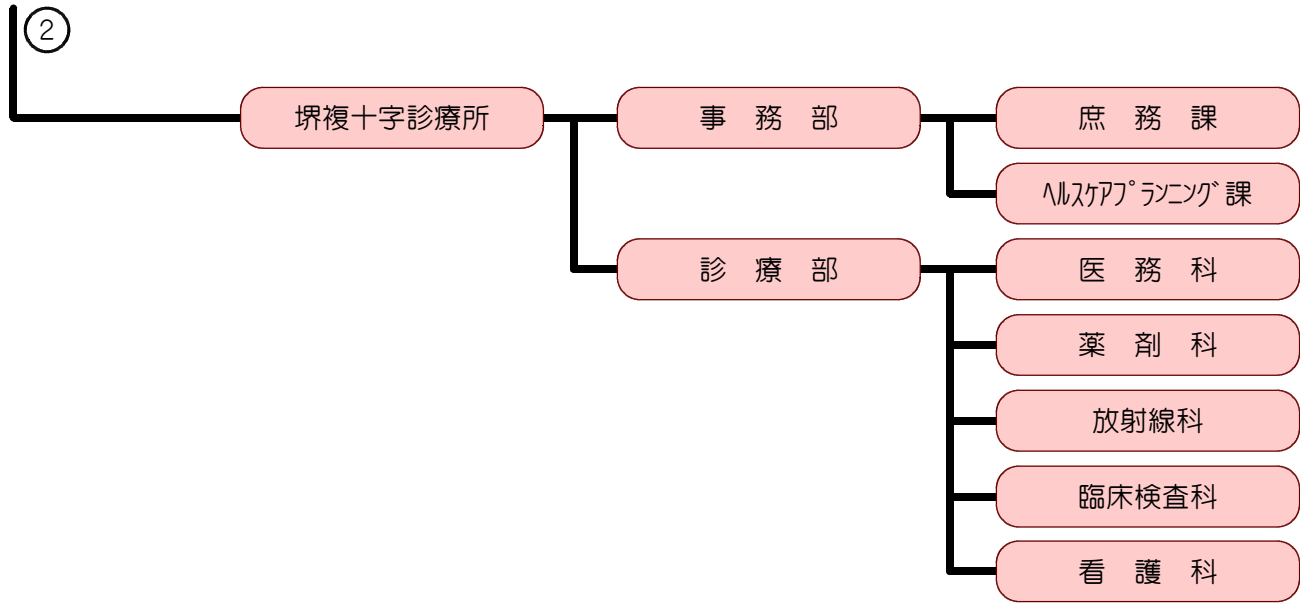 ②
堺複十字診療所
事　務　部
庶　務　課
ﾍﾙｽｹｱﾌﾟﾗﾝﾆﾝｸﾞ課
診　療　部
医　務　科
薬　剤　科
放射線科
臨床検査科
看　護　科